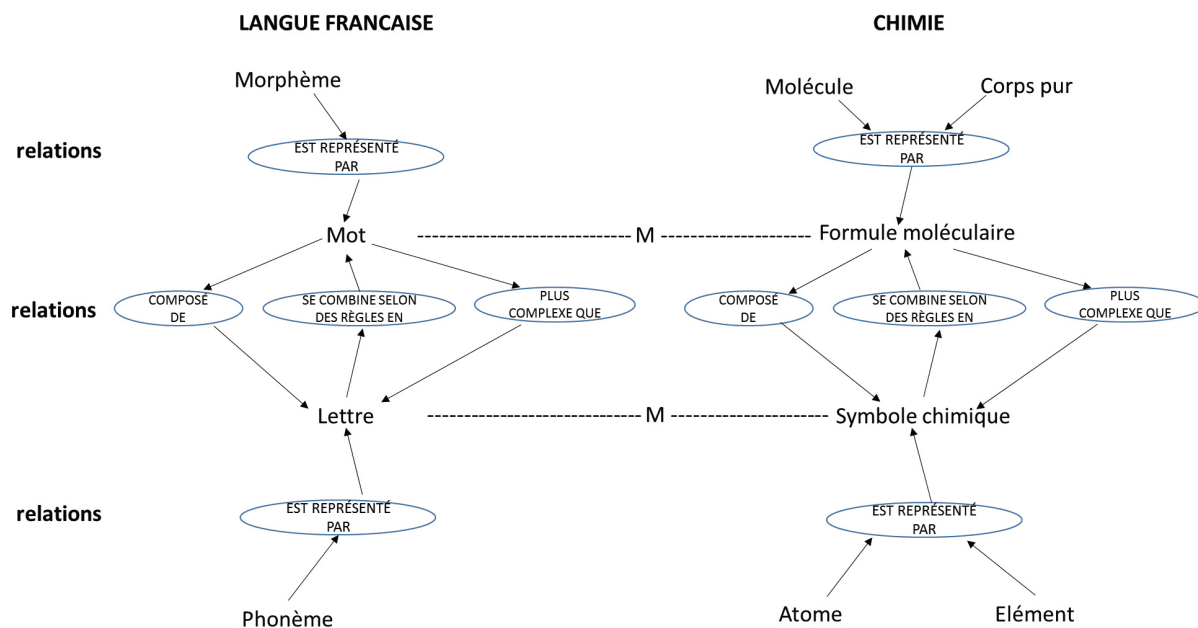 LANGUE FRANCAISE
CHIMIE
Morphème
Molécule
Corps pur
relations
EST REPRÉSENTÉ
PAR
EST REPRÉSENTÉ
PAR
Mot
M
Formule moléculaire
relations
COMPOSÉ
DE
SE COMBINE SELON
DES RÈGLES EN
PLUS
COMPLEXE QUE
COMPOSÉ
DE
SE COMBINE SELON
DES RÈGLES EN
PLUS
COMPLEXE QUE
Lettre
M
Symbole chimique
relations
EST REPRÉSENTÉ
PAR
EST REPRÉSENTÉ
PAR
Phonème
Atome
Elément